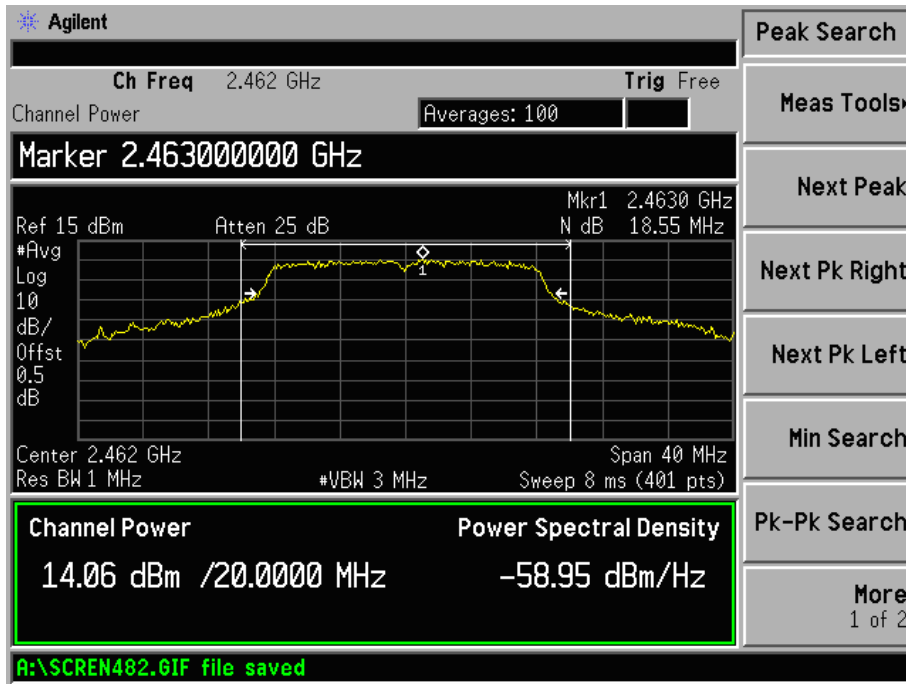 Agilent
Ch Freq 2.462 GHz Trig Free
Channel Power Averages: 100
Marker 2.463000000 GHz
Mkr1 2.4630 GHz
Ref 15 dBm Atten 25 dB N dB 18.55 MHz
#Avg
Log
10
dB/
Offst
0.5
dB
1
Center 2.462 GHz Span 40 MHz
Res BW 1 MHz #VBW 3 MHz Sweep 8 ms (401 pts)
Channel Power Power Spectral Density
14.06 dBm /20.0000 MHz -58.95 dBm/Hz
A:\SCREN482.GIF file saved
Peak Search
Meas Tools
Next Peak
Next Pk Right
Next Pk Left
Min Search
Pk-Pk Search
More
1 of 2